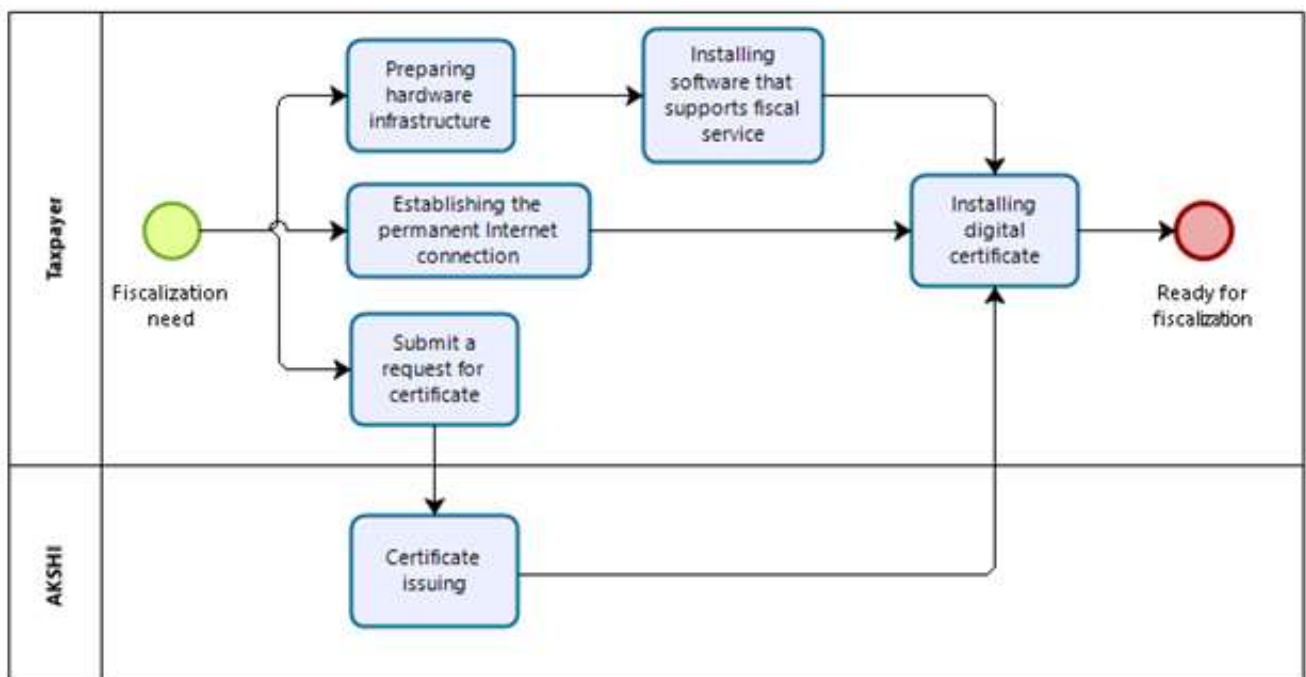 Taxpayer
Fiscalization
need
Preparing
hardware
infrastructure
Installing
software that
supports fiscal
service
Establishing the
permanent Internet
connection
Submit a
request for
certificate
Installing
digital
certificate
Ready for
fiscalization
AKSHI
Certificate
issuing